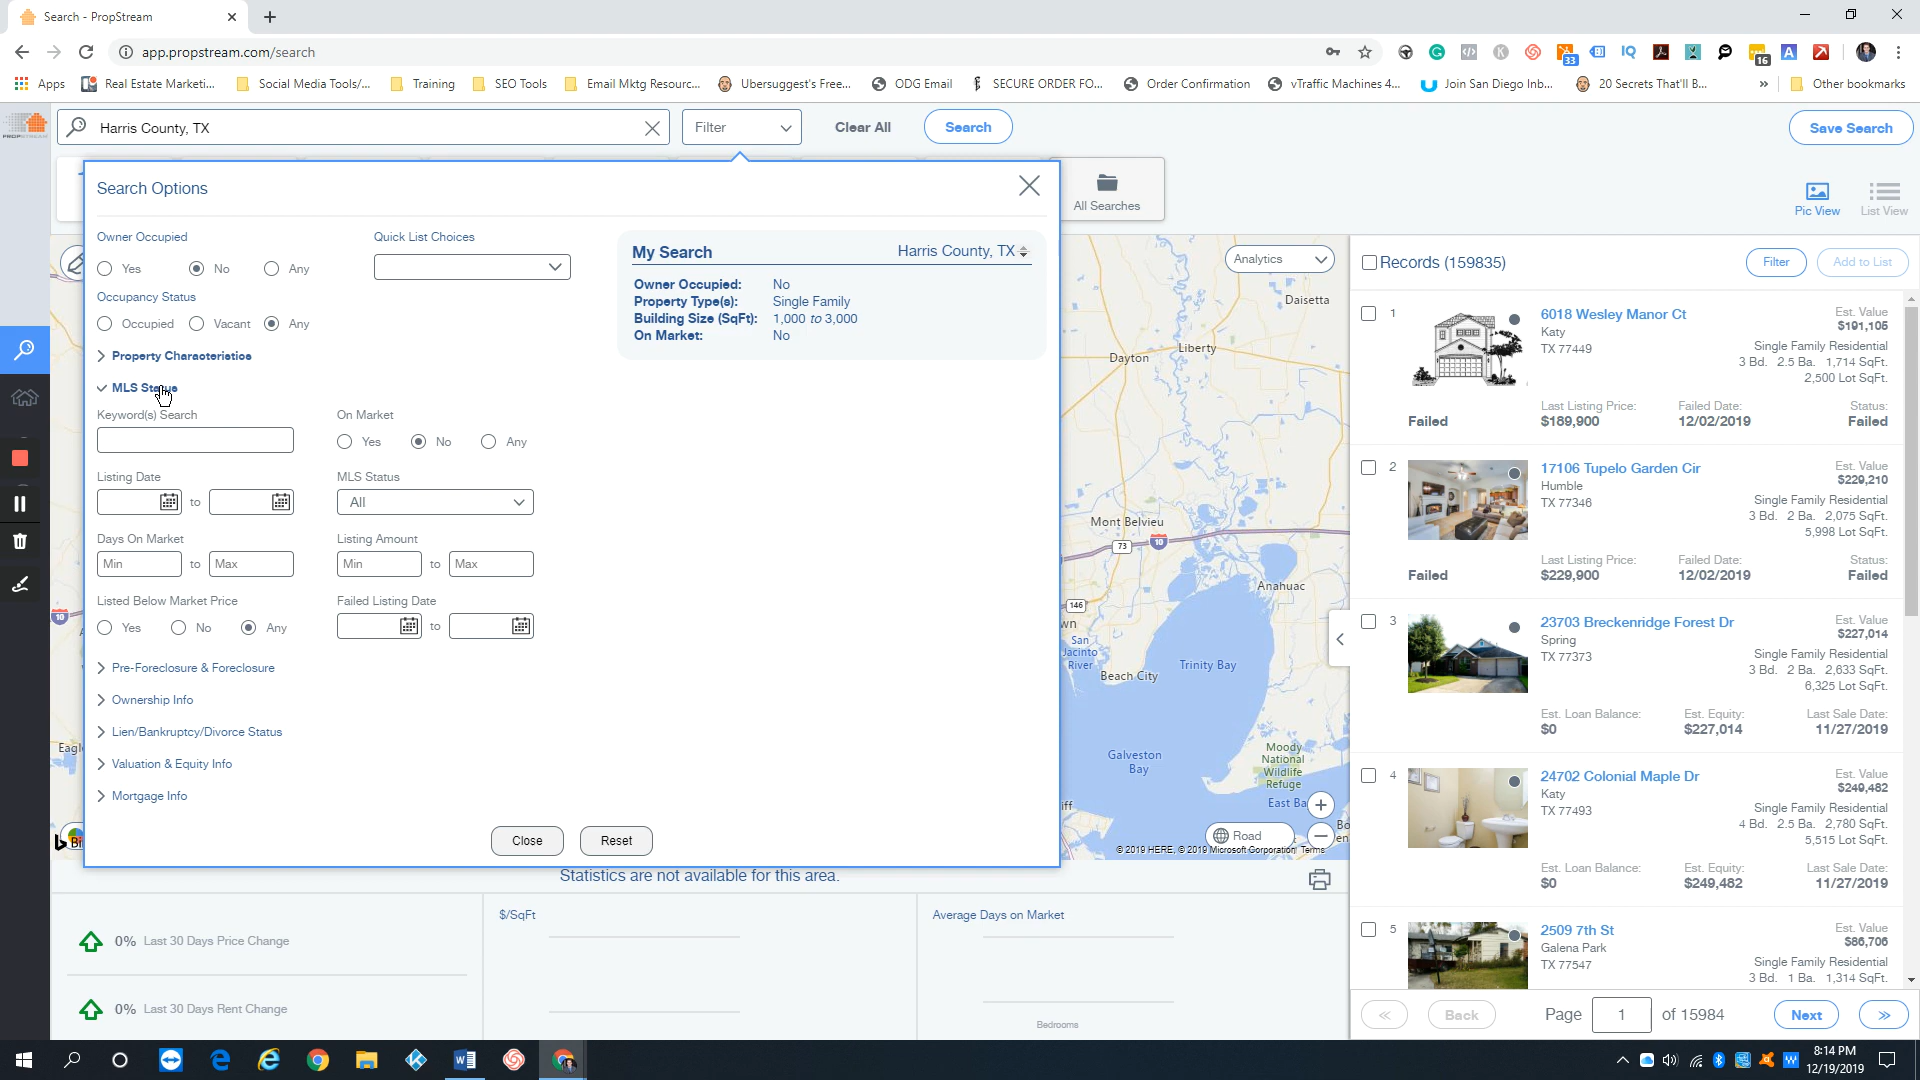 Search - PropStream
app.propstream.com/search
33
16
Apps
Real Estate Marketi...
Social Media Tools/...
Training
SEO Tools
Email Mktg Resourc...
Ubersuggest's Free...
ODG Email
SECURE ORDER FO...
Order Confirmation
vTraffic Machines 4...
Join San Diego Inb...
20 Secrets That'll B...
Other bookmarks
PROPSTREAM
Harris County, TX
Filter
Clear All
Search
Save Search
Search Options
All Searches
Pic View
List View
Owner Occupied
Yes No Any
Quick List Choices
Occupancy Status
Occupied Vacant Any
Property Characteristics
MLS Status
Keyword(s) Search
On Market
Yes No Any
Listing Date
to
MLS Status
All
Days On Market
Min to Max
Listing Amount
Min to Max
Listed Below Market Price
Yes No Any
Failed Listing Date
to
Pre-Foreclosure & Foreclosure
Ownership Info
Lien/Bankruptcy/Divorce Status
Valuation & Equity Info
Mortgage Info
Close
Reset
My Search
Harris County, TX
Owner Occupied: No
Property Type(s): Single Family
Building Size (SqFt): 1,000 to 3,000
On Market: No
Analytics
Daisetta
Dayton
Liberty
Mont Belvieu
73
10
Anahuac
146
wn
San
Jacinto
River
Beach City
Trinity Bay
10
Eagl
Galveston
Bay
Moody
National
Wildlife
Refuge
East Ba
iff
Road
© 2019 HERE, © 2019 Microsoft Corporation Terms
Statistics are not available for this area.
0% Last 30 Days Price Change
0% Last 30 Days Rent Change
$/SqFt
Average Days on Market
Bedrooms
Records (159835)
Filter
Add to List
1
6018 Wesley Manor Ct
Katy
TX 77449
Est. Value
$191,105
Single Family Residential
3 Bd. 2.5 Ba. 1,714 SqFt.
2,500 Lot SqFt.
Failed
Last Listing Price:
$189,900
Failed Date:
12/02/2019
Status:
Failed
2
17106 Tupelo Garden Cir
Humble
TX 77346
Est. Value
$229,210
Single Family Residential
3 Bd. 2 Ba. 2,075 SqFt.
5,998 Lot SqFt.
Failed
Last Listing Price:
$229,900
Failed Date:
12/02/2019
Status:
Failed
3
23703 Breckenridge Forest Dr
Spring
TX 77373
Est. Value
$227,014
Single Family Residential
3 Bd. 2 Ba. 2,633 SqFt.
6,325 Lot SqFt.
Est. Loan Balance:
$0
Est. Equity:
$227,014
Last Sale Date:
11/27/2019
4
24702 Colonial Maple Dr
Katy
TX 77493
Est. Value
$249,482
Single Family Residential
4 Bd. 2.5 Ba. 2,780 SqFt.
5,515 Lot SqFt.
Est. Loan Balance:
$0
Est. Equity:
$249,482
Last Sale Date:
11/27/2019
5
2509 7th St
Galena Park
TX 77547
Est. Value
$86,706
Single Family Residential
3 Bd. 1 Ba. 1,314 SqFt.
Back
Page 1 of 15984
Next
8:14 PM
12/19/2019